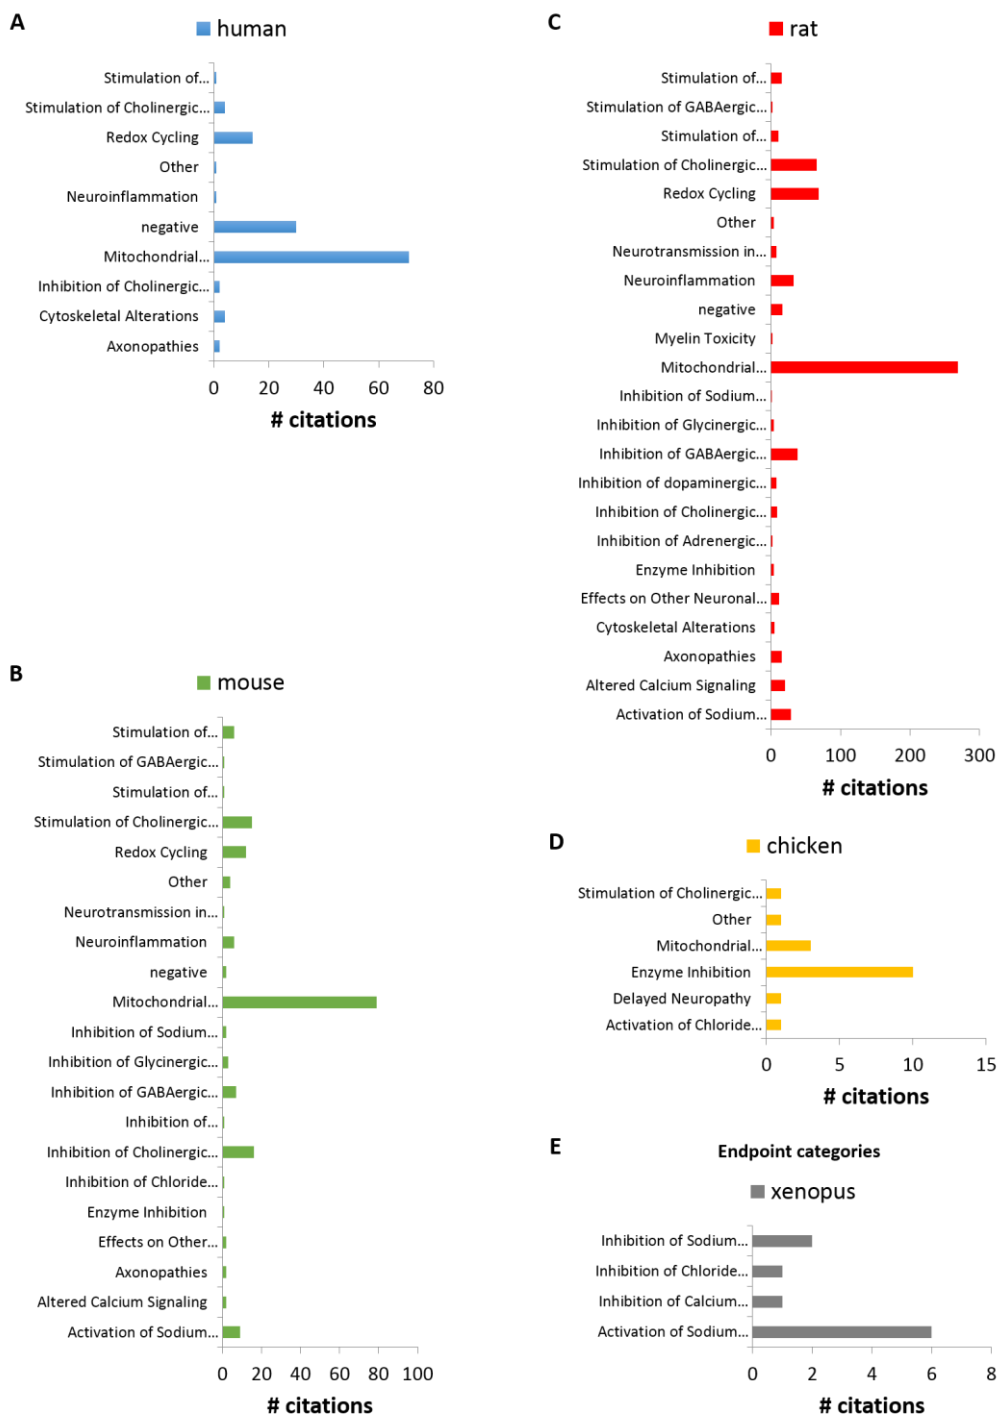 A
human
Stimulation of...
Stimulation of Cholinergic...
Redox Cycling
Other
Neuroinflammation
negative
Mitochondrial...
Inhibition of Cholinergic...
Cytoskeletal Alterations
Axonopathies
0 20 40 60 80
# citations
B
mouse
Stimulation of...
Stimulation of GABAergic...
Stimulation of...
Stimulation of Cholinergic...
Redox Cycling
Other
Neurotransmission in...
Neuroinflammation
negative
Mitochondrial...
Inhibition of Sodium...
Inhibition of Glycinergic...
Inhibition of GABAergic...
Inhibition of...
Inhibition of Cholinergic...
Inhibition of Chloride...
Enzyme Inhibition
Effects on Other...
Axonopathies
Altered Calcium Signaling
Activation of Sodium...
0 20 40 60 80 100
# citations
C
rat
Stimulation of...
Stimulation of GABAergic...
Stimulation of...
Stimulation of Cholinergic...
Redox Cycling
Other
Neurotransmission in...
Neuroinflammation
negative
Myelin Toxicity
Mitochondrial...
Inhibition of Sodium...
Inhibition of Glycinergic...
Inhibition of GABAergic...
Inhibition of dopaminergic...
Inhibition of Cholinergic...
Inhibition of Adrenergic...
Enzyme Inhibition
Effects on Other Neuronal...
Cytoskeletal Alterations
Axonopathies
Altered Calcium Signaling
Activation of Sodium...
0 100 200 300
# citations
D
chicken
Stimulation of Cholinergic...
Other
Mitochondrial...
Enzyme Inhibition
Delayed Neuropathy
Activation of Chloride...
0 5 10 15
# citations
E
Endpoint categories
xenopus
Inhibition of Sodium...
Inhibition of Chloride...
Inhibition of Calcium...
Activation of Sodium...
0 2 4 6 8
# citations